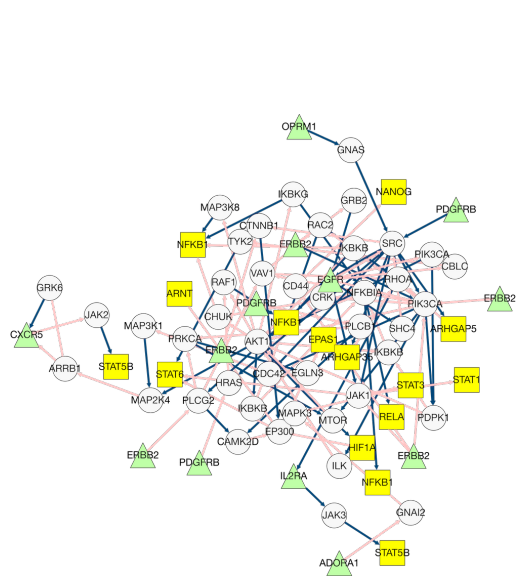 OPRM1
GNAS
NANOG
IKBKG
GRB2
MAP3K8
PDGFRB
RAC2
CTNNB1
TYK2
NFKB1
ERBB2
IKBKB
SRC
PIK3CA
CBLC
VAV1
EGFR
RHOA
RAF1
CD44
GRK6
ARNT
CRK
NFKBIA
ERBB2
PDGFRB
PIK3CA
CHUK
JAK2
NFKB1
PLCB1
SHC4
ARHGAP5
MAP3K1
CXCR5
PRKCA
AKT1
EPAS1
ERBB2
IKBKB
ARHGAP35
STAT5B
ARRB1
STAT6
CDC42
EGLN3
STAT1
STAT3
HRAS
MAP2K4
PLCG2
JAK1
IKBKB
MAPK3
MTOR
RELA
PDPK1
EP300
CAMK2D
HIF1A
ERBB2
PDGFRB
ILK
ERBB2
IL2RA
NFKB1
JAK3
GNAI2
STAT5B
ADORA1